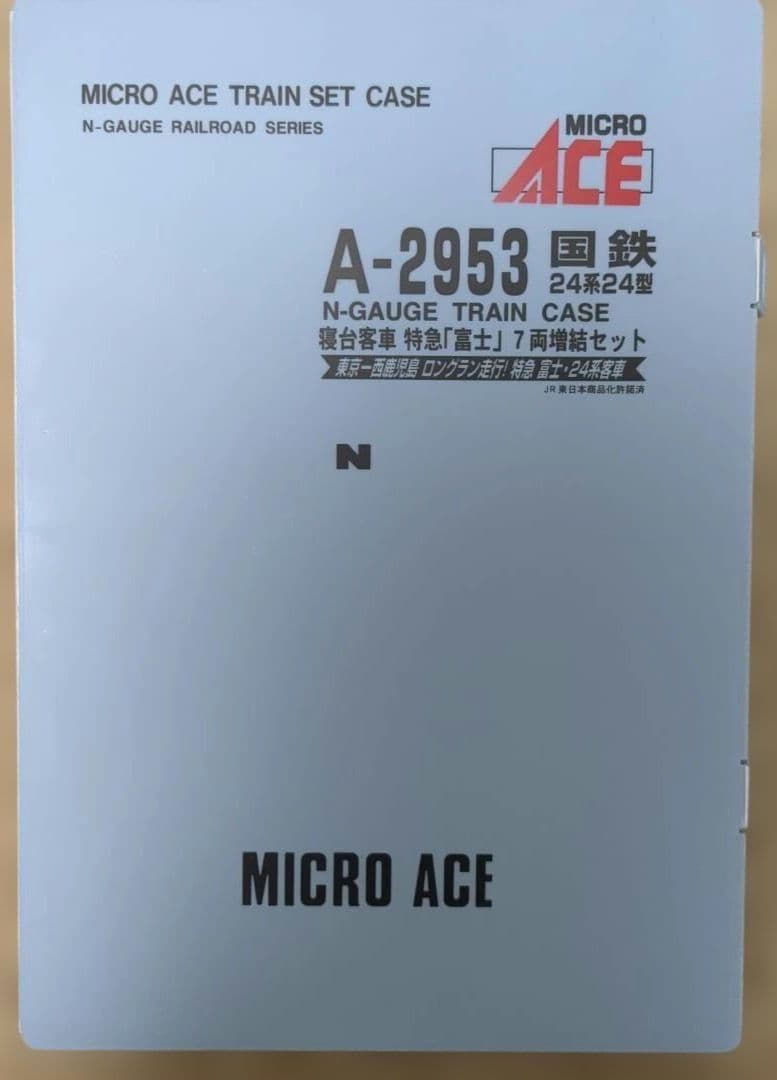 MICRO ACE TRAIN SET CASE
N-GAUGE RAILROAD SERIES
MICRO
ACE
A-2953 国鉄
24系24型
N-GAUGE TRAIN CASE
寝台客車 特急「富士」7両増結セット
東京ー西鹿児島 ロングラン走行! 特急 富士・24系客車
JR東日本商品化許諾済
N
MICRO ACE